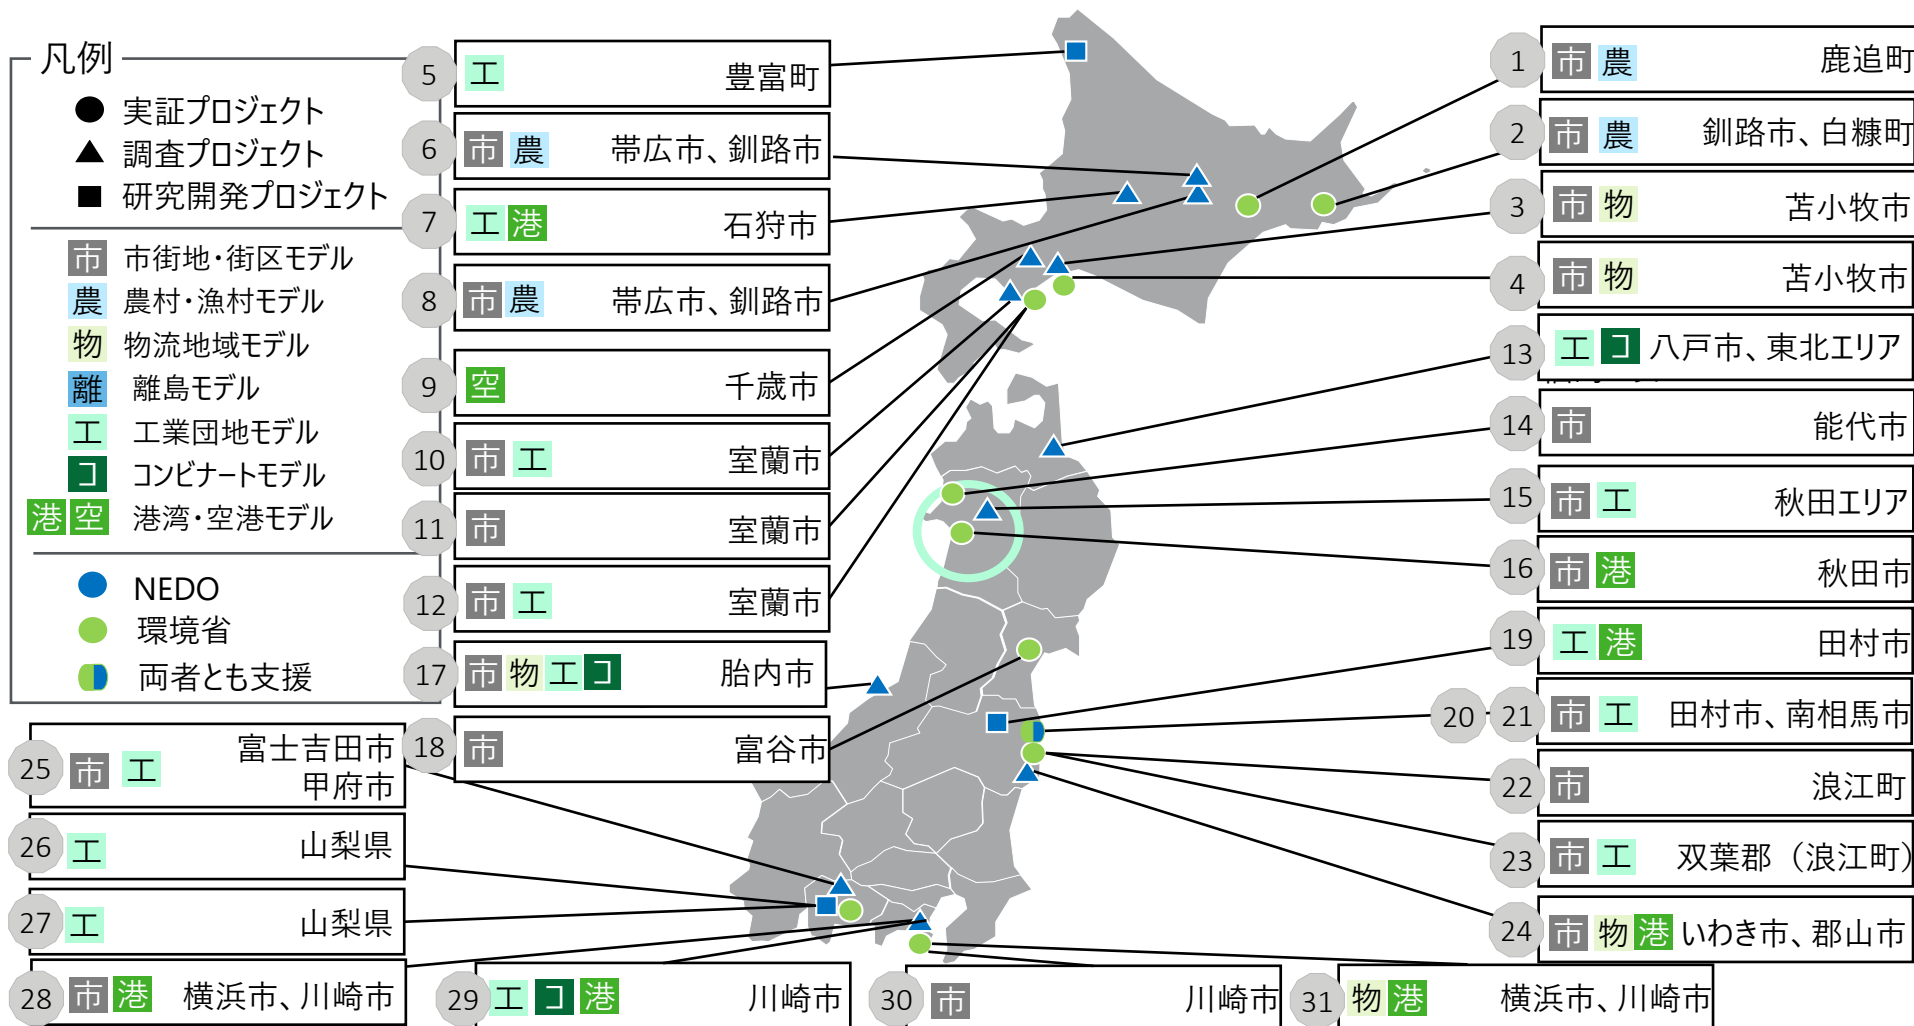 凡例
● 実証プロジェクト
▲ 調査プロジェクト
■ 研究開発プロジェクト
市 市街地・街区モデル
農 農村・漁村モデル
物 物流地域モデル
離 離島モデル
工 工業団地モデル
コ コンビナートモデル
港 空 港湾・空港モデル
NEDO
環境省
両者とも支援
5 工 豊富町
6 市 農 帯広市、釧路市
7 工 港 石狩市
8 市 農 帯広市、釧路市
9 空 千歳市
10 市 工 室蘭市
11 市 室蘭市
12 市 工 室蘭市
17 市 物 工 コ 胎内市
18 市 富谷市
1 市 農 鹿追町
2 市 農 釧路市、白糠町
3 市 物 苫小牧市
4 市 物 苫小牧市
13 工 コ 八戸市、東北エリア
14 市 能代市
15 市 工 秋田エリア
16 市 港 秋田市
19 工 港 田村市
20 21 市 工 田村市、南相馬市
22 市 浪江町
23 市 工 双葉郡（浪江町）
24 市 物 港 いわき市、郡山市
25 市 工 富士吉田市
甲府市
26 工 山梨県
27 工 山梨県
28 市 港 横浜市、川崎市
29 工 コ 港 川崎市
30 市 川崎市
31 物 港 横浜市、川崎市